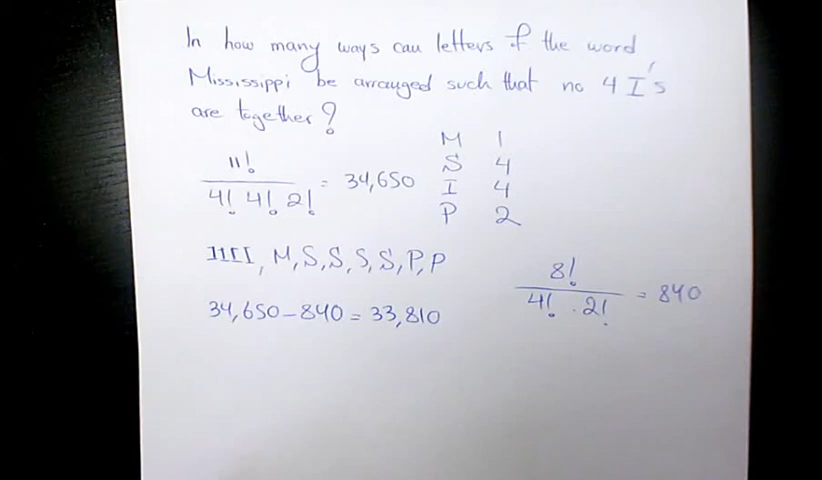 In how many ways can letters of the word
Mississippi be arranged such that no 4 I's
are together?
M 1
S 4
I 4
P 2
11! / 4! 4! 2! = 34,650
IIII, M, S, S, S, S, P, P
8! / 4! · 2! = 840
34,650 - 840 = 33,810